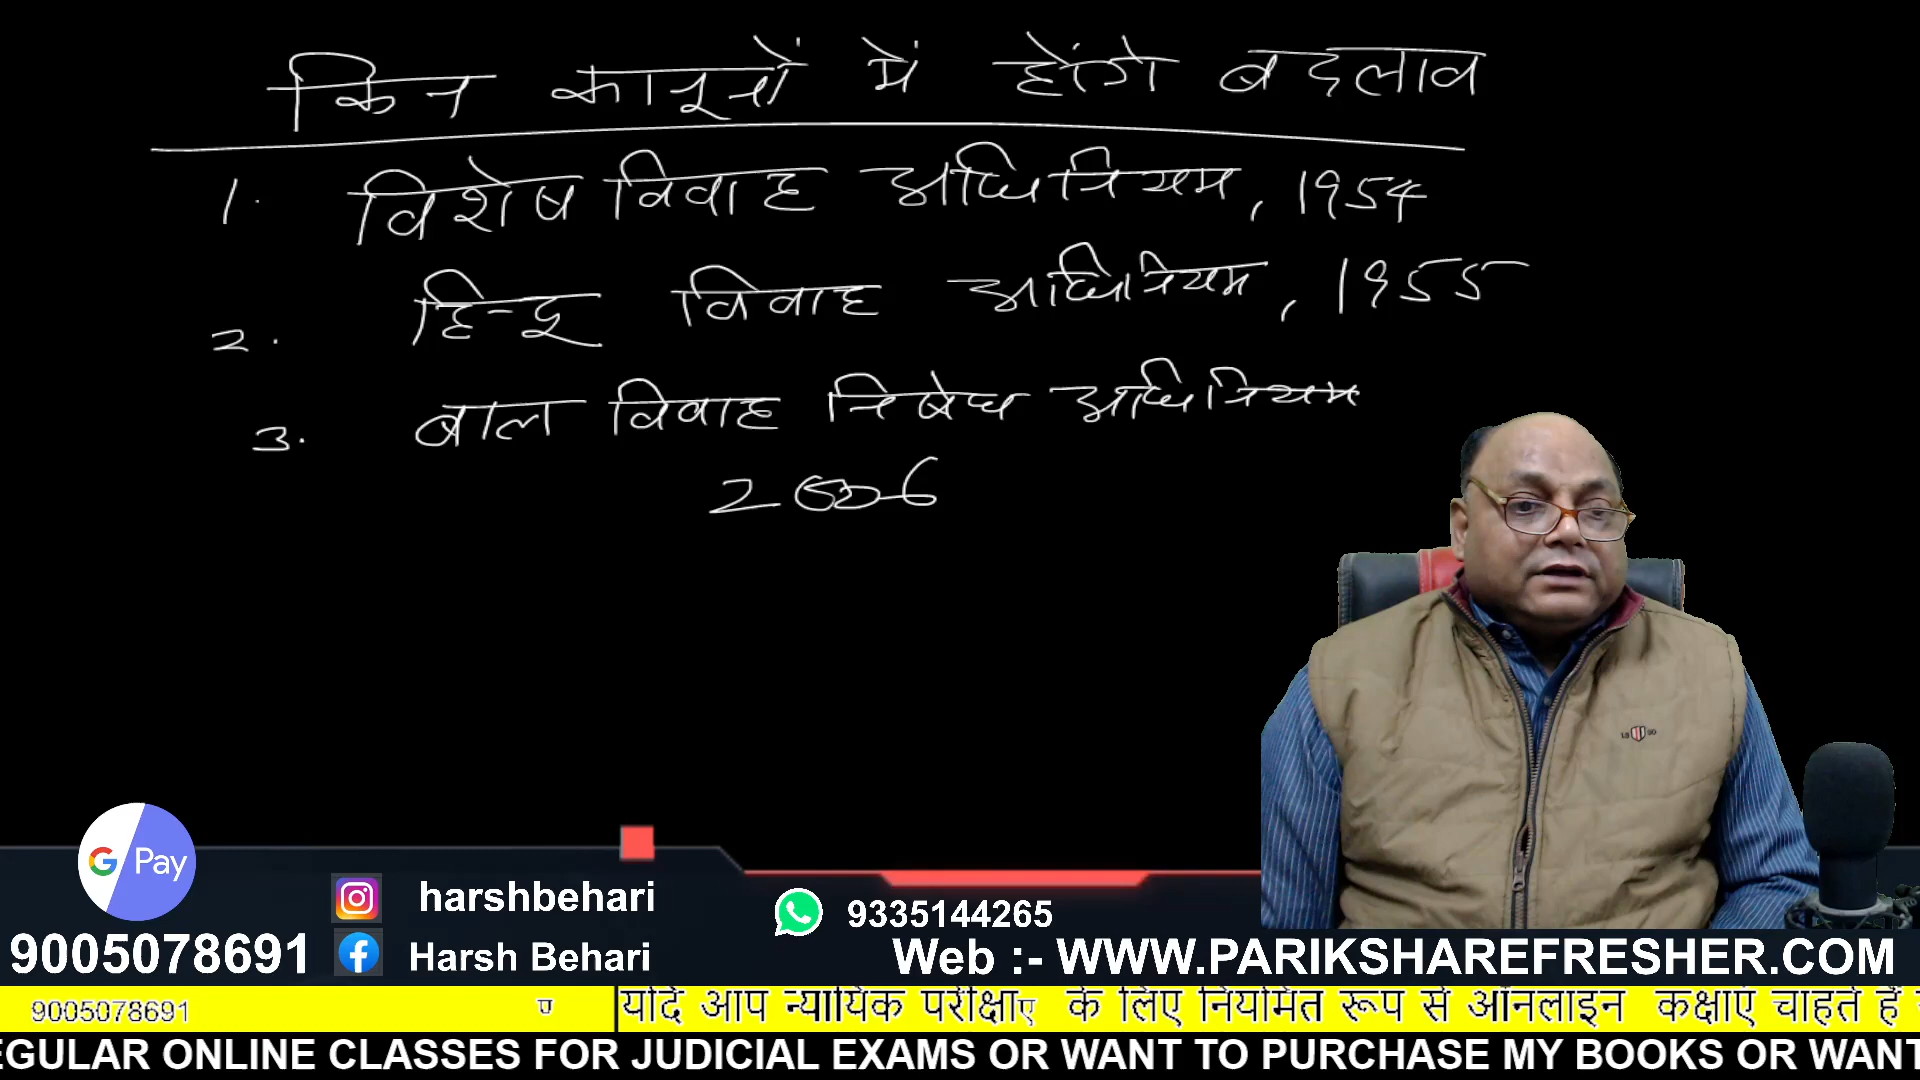 किन कानूनों में होंगे बदलाव
1. विशेष विवाह अधिनियम, 1954
2. हिन्दू विवाह अधिनियम, 1955
3. बाल विवाह निषेध अधिनियम
2006
G Pay
9005078691
harshbehari
Harsh Behari
9335144265
Web :- WWW.PARIKSHAREFRESHER.COM
9005078691
यदि आप न्यायिक परीक्षाए के लिए नियमित रूप से ऑनलाइन कक्षाएं चाहते हैं
EGULAR ONLINE CLASSES FOR JUDICIAL EXAMS OR WANT TO PURCHASE MY BOOKS OR WANT